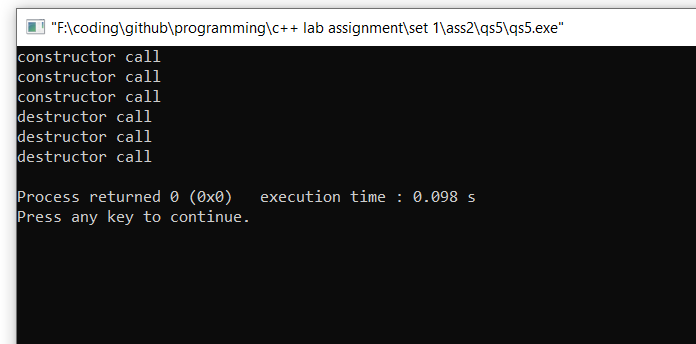 "F:\coding\github\programming\c++ lab assignment\set 1\ass2\qs5\qs5.exe"
constructor call
constructor call
constructor call
destructor call
destructor call
destructor call
Process returned 0 (0x0)   execution time : 0.098 s
Press any key to continue.